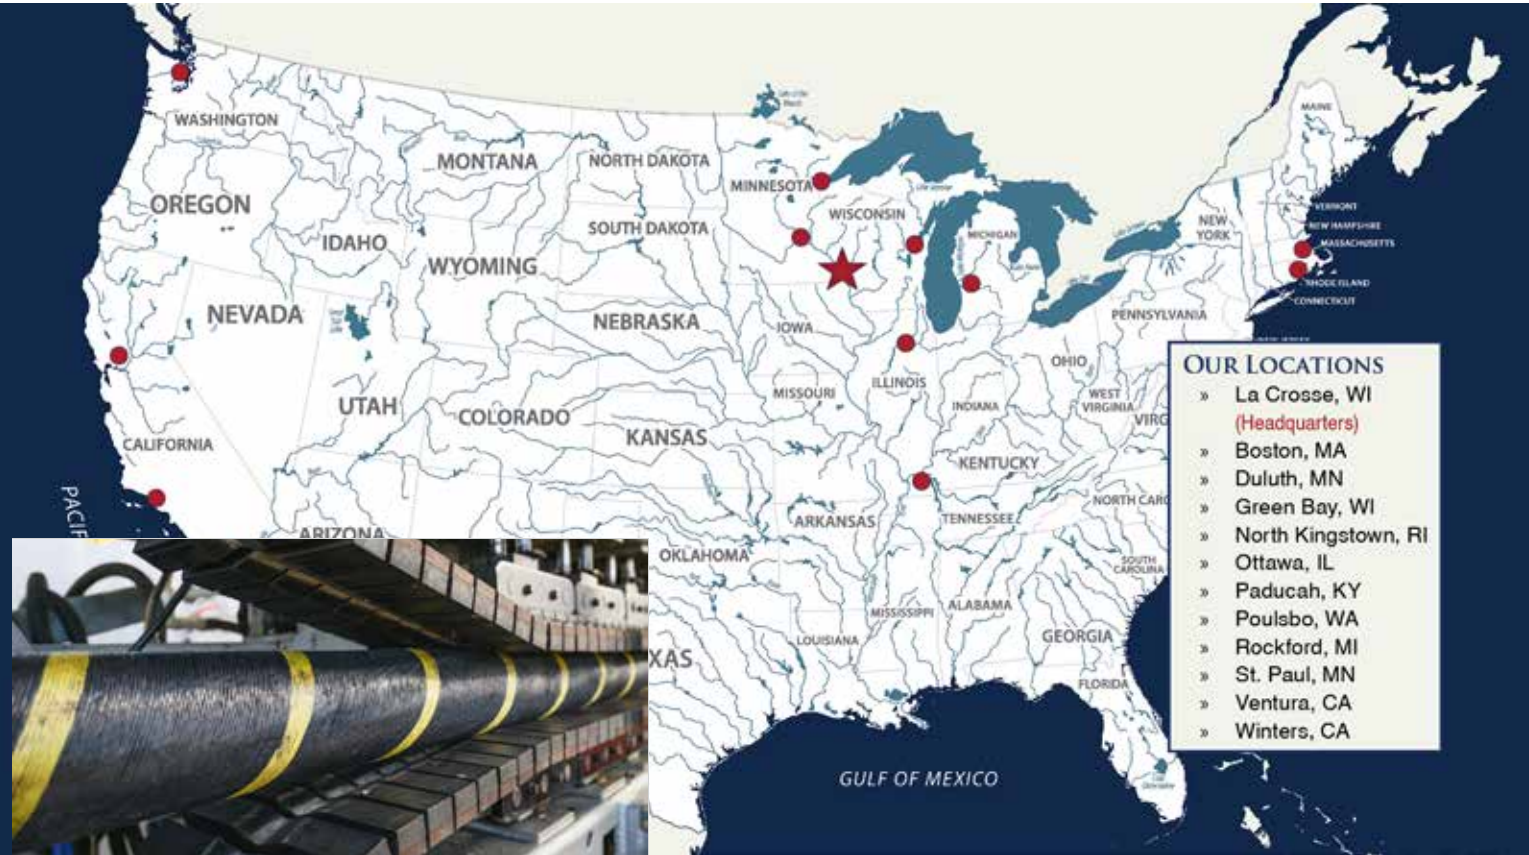 WASHINGTON
MONTANA
NORTH DAKOTA
MINNESOTA
MAINE
OREGON
IDAHO
WYOMING
SOUTH DAKOTA
WISCONSIN
MICHIGAN
NEW
YORK
VERMONT
NEW HAMPSHIRE
MASSACHUSETTS
RHODE ISLAND
CONNECTICUT
NEVADA
NEBRASKA
IOWA
PENNSYLVANIA
UTAH
COLORADO
MISSOURI
ILLINOIS
INDIANA
OHIO
WEST
VIRGINIA
VIRG
CALIFORNIA
KANSAS
KENTUCKY
PACIF
ARIZONA
OKLAHOMA
ARKANSAS
TENNESSEE
NORTH CARO
SOUTH
CAROLINA
XAS
LOUISIANA
MISSISSIPPI
ALABAMA
GEORGIA
FLORIDA
GULF OF MEXICO
OUR LOCATIONS
» La Crosse, WI
(Headquarters)
» Boston, MA
» Duluth, MN
» Green Bay, WI
» North Kingstown, RI
» Ottawa, IL
» Paducah, KY
» Poulsbo, WA
» Rockford, MI
» St. Paul, MN
» Ventura, CA
» Winters, CA